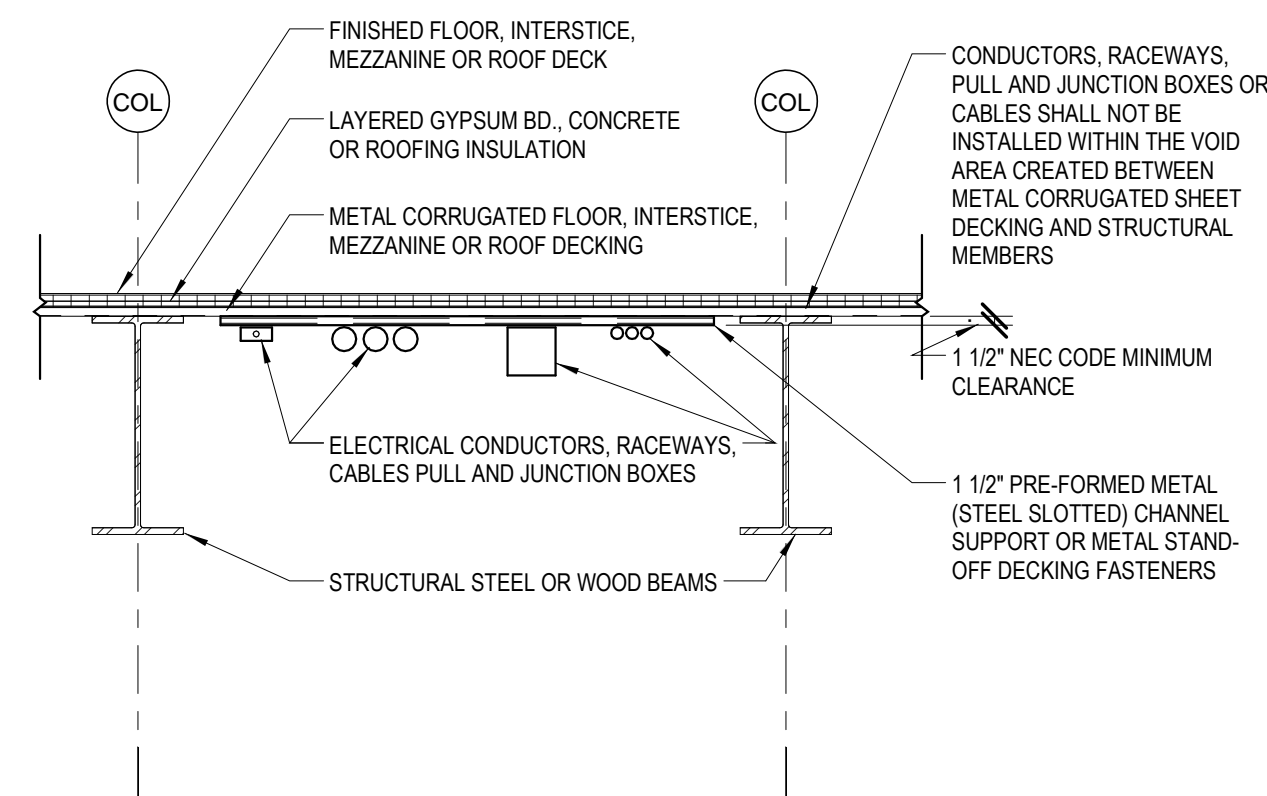 FINISHED FLOOR, INTERSTICE,
MEZZANINE OR ROOF DECK
COL
LAYERED GYPSUM BD., CONCRETE
OR ROOFING INSULATION
METAL CORRUGATED FLOOR, INTERSTICE,
MEZZANINE OR ROOF DECKING
COL
CONDUCTORS, RACEWAYS,
PULL AND JUNCTION BOXES OR
CABLES SHALL NOT BE
INSTALLED WITHIN THE VOID
AREA CREATED BETWEEN
METAL CORRUGATED SHEET
DECKING AND STRUCTURAL
MEMBERS
1 1/2" NEC CODE MINIMUM
CLEARANCE
ELECTRICAL CONDUCTORS, RACEWAYS,
CABLES PULL AND JUNCTION BOXES
1 1/2" PRE-FORMED METAL
(STEEL SLOTTED) CHANNEL
SUPPORT OR METAL STAND-
OFF DECKING FASTENERS
STRUCTURAL STEEL OR WOOD BEAMS